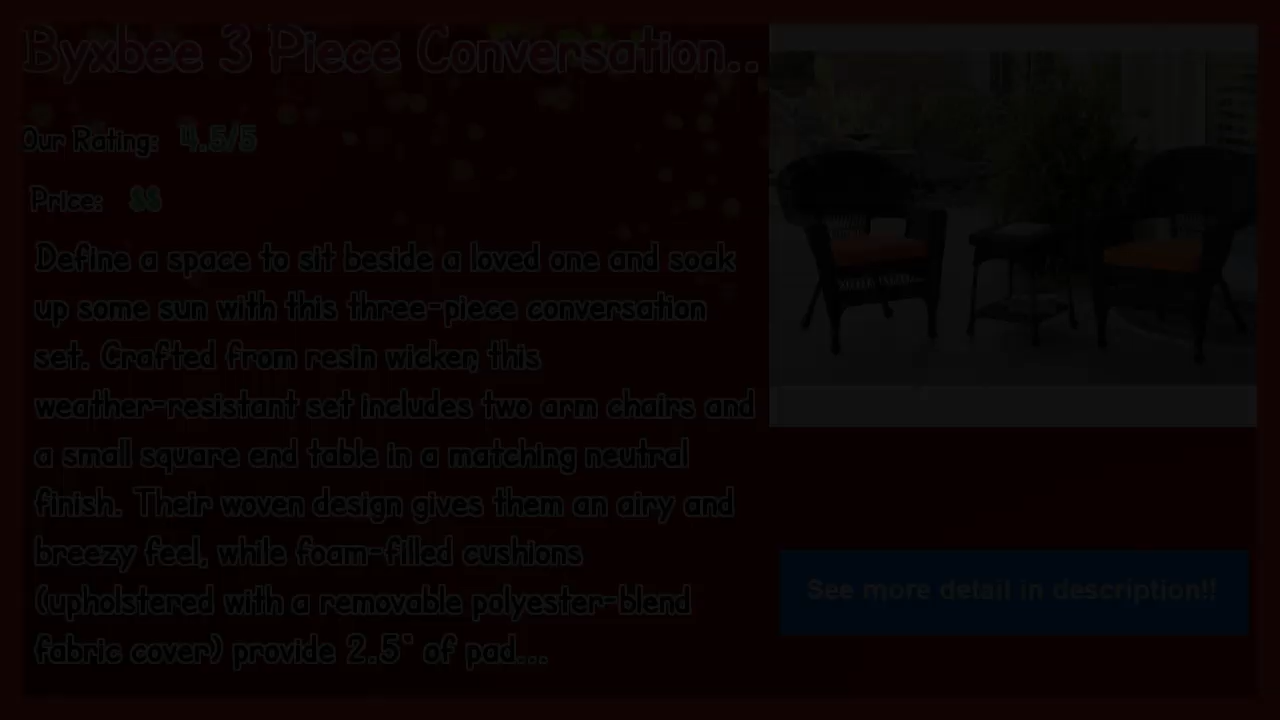 Byxbee 3 Piece Conversation..
Our Rating: 4.5/5
Price: $$
Define a space to sit beside a loved one and soak
up some sun with this three-piece conversation
set. Crafted from resin wicker, this
weather-resistant set includes two arm chairs and
a small square end table in a matching neutral
finish. Their woven design gives them an airy and
breezy feel, while foam-filled cushions
(upholstered with a removable polyester-blend
fabric cover) provide 2.5" of pad...
See more detail in description!!